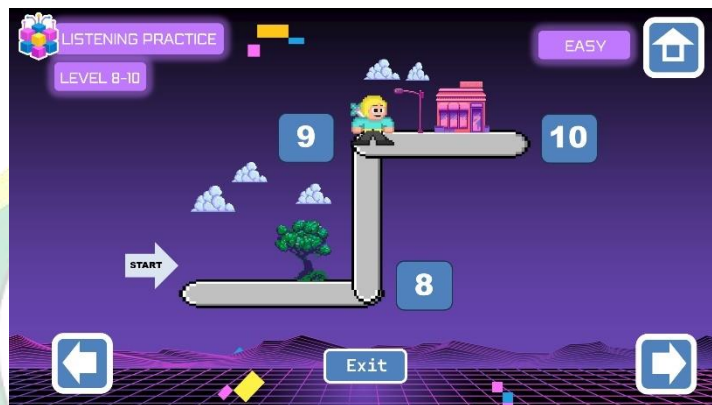 LISTENING PRACTICE
LEVEL 8-10
EASY
9
10
START
8
Exit